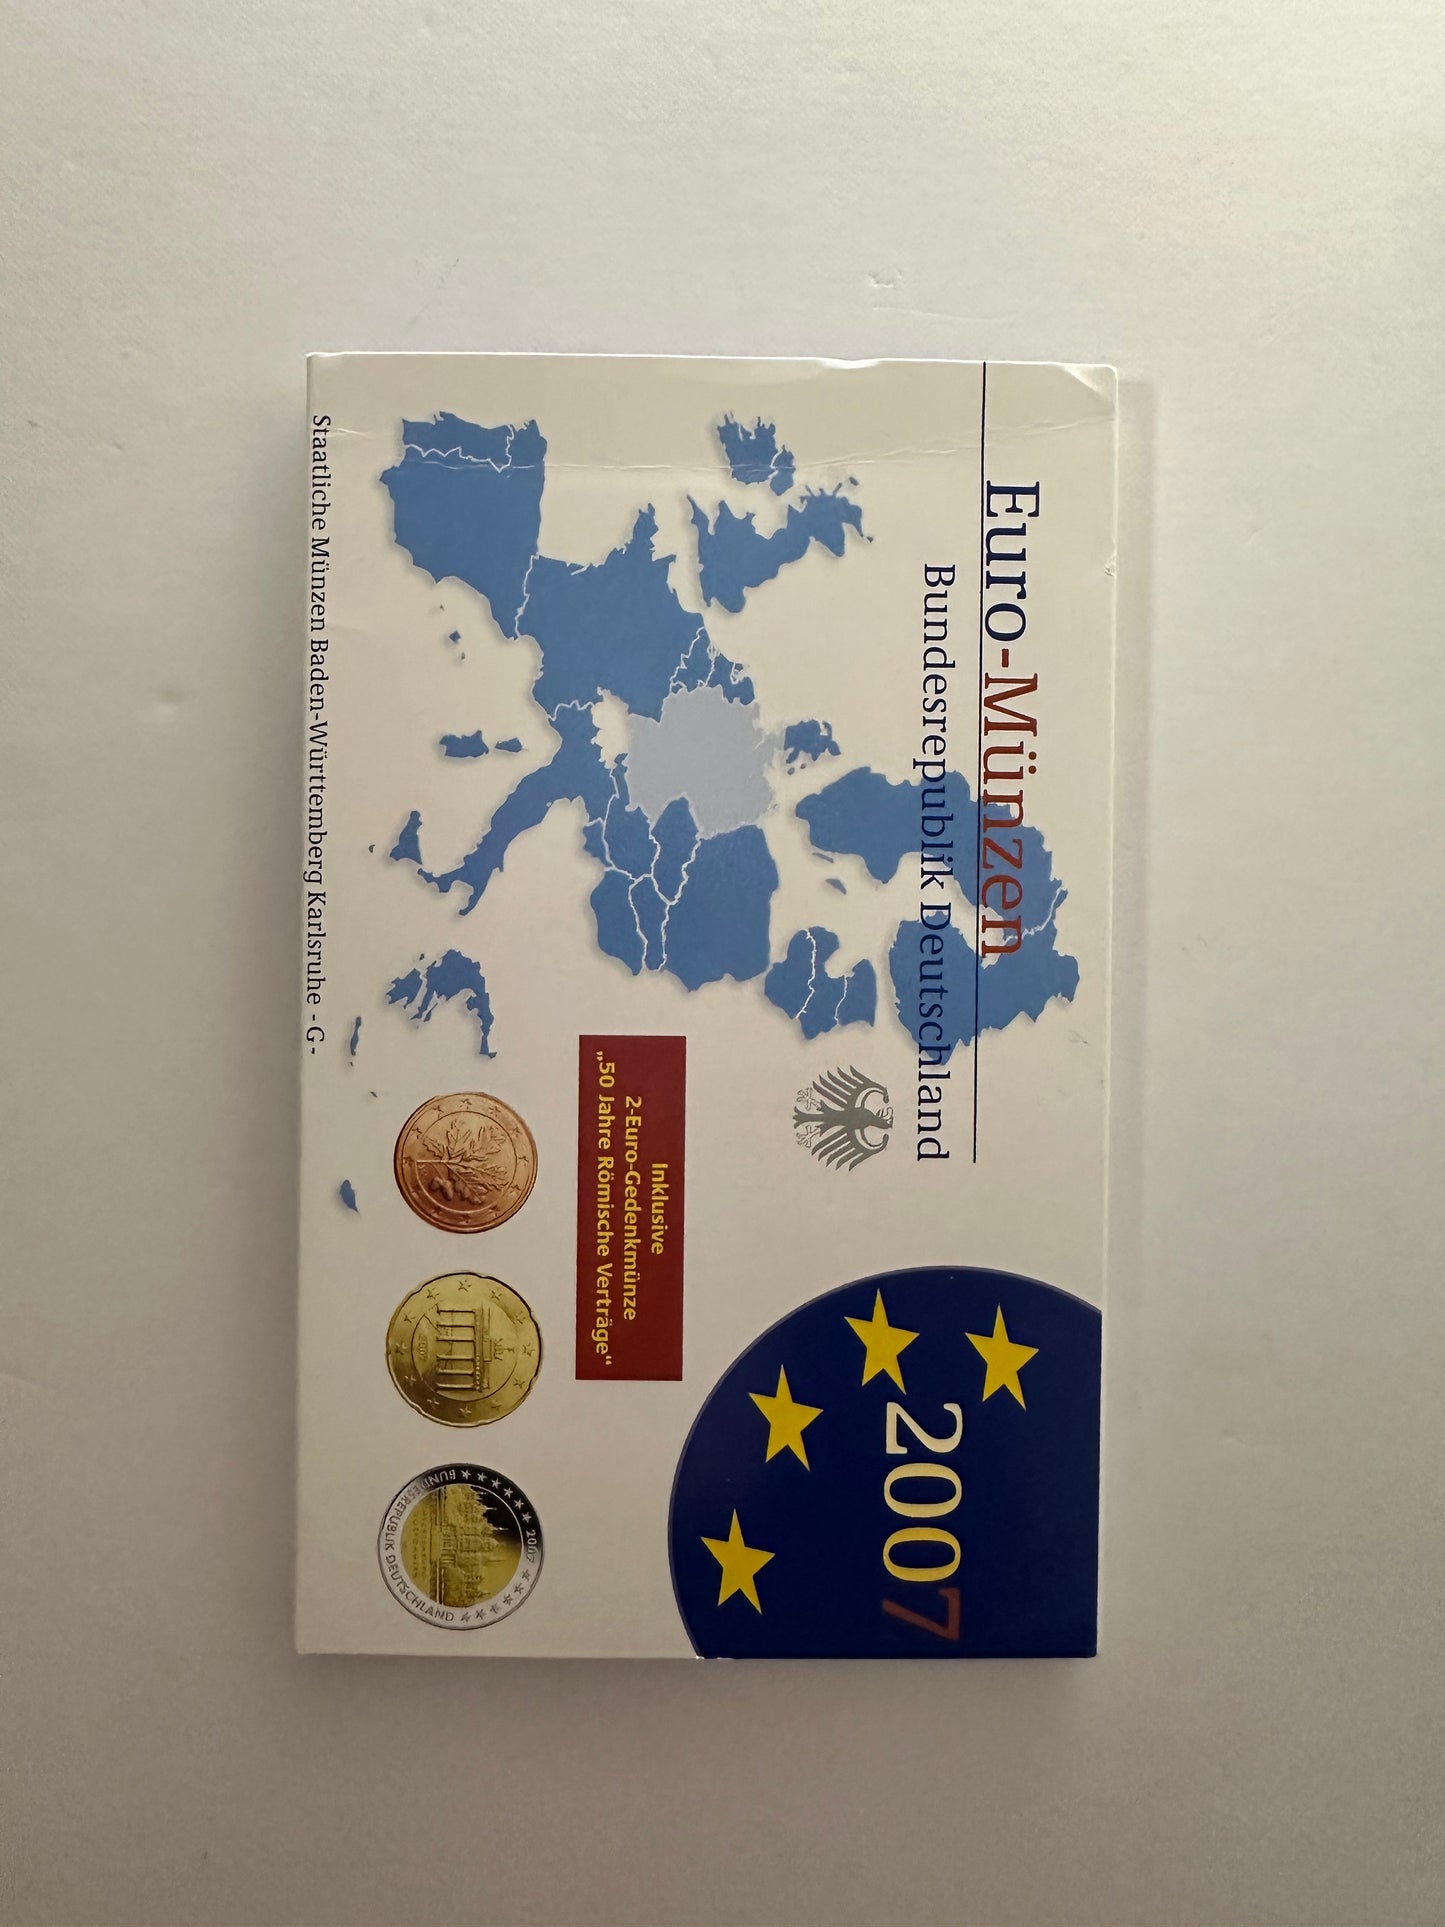 Euro-Münzen
Bundesrepublik Deutschland
2007
Inklusive
2-Euro-Gedenkmünze
„50 Jahre Römische Verträge“
2007
BUNDESREPUBLIK DEUTSCHLAND
2007
Staatliche Münzen Baden-Württemberg Karlsruhe - G -